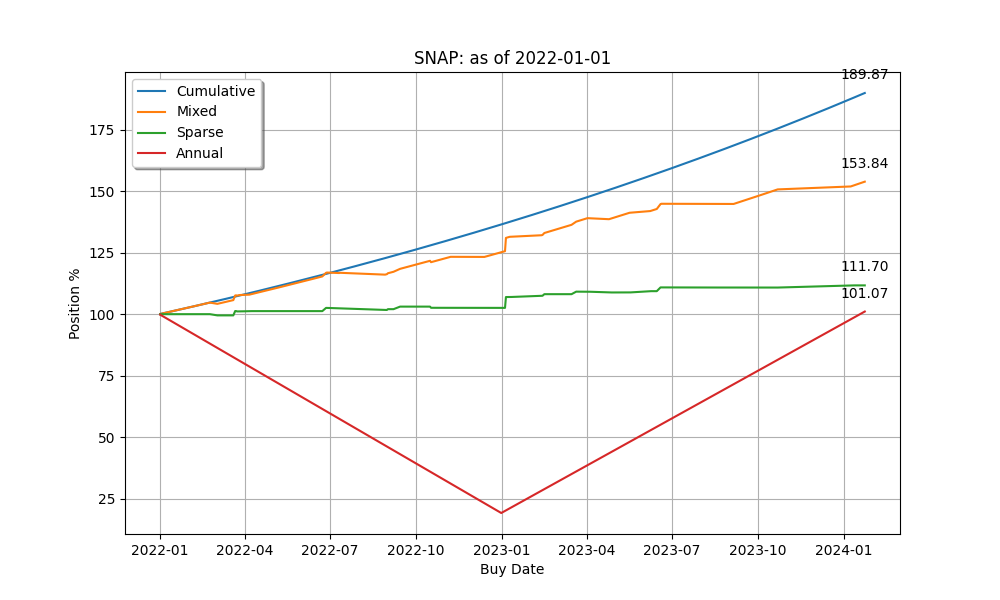 SNAP: as of 2022-01-01
189.87
Cumulative
Mixed
Sparse
Annual
153.84
111.70
101.07
175
150
125
100
75
50
25
Position %
2022-01 2022-04 2022-07 2022-10 2023-01 2023-04 2023-07 2023-10 2024-01
Buy Date